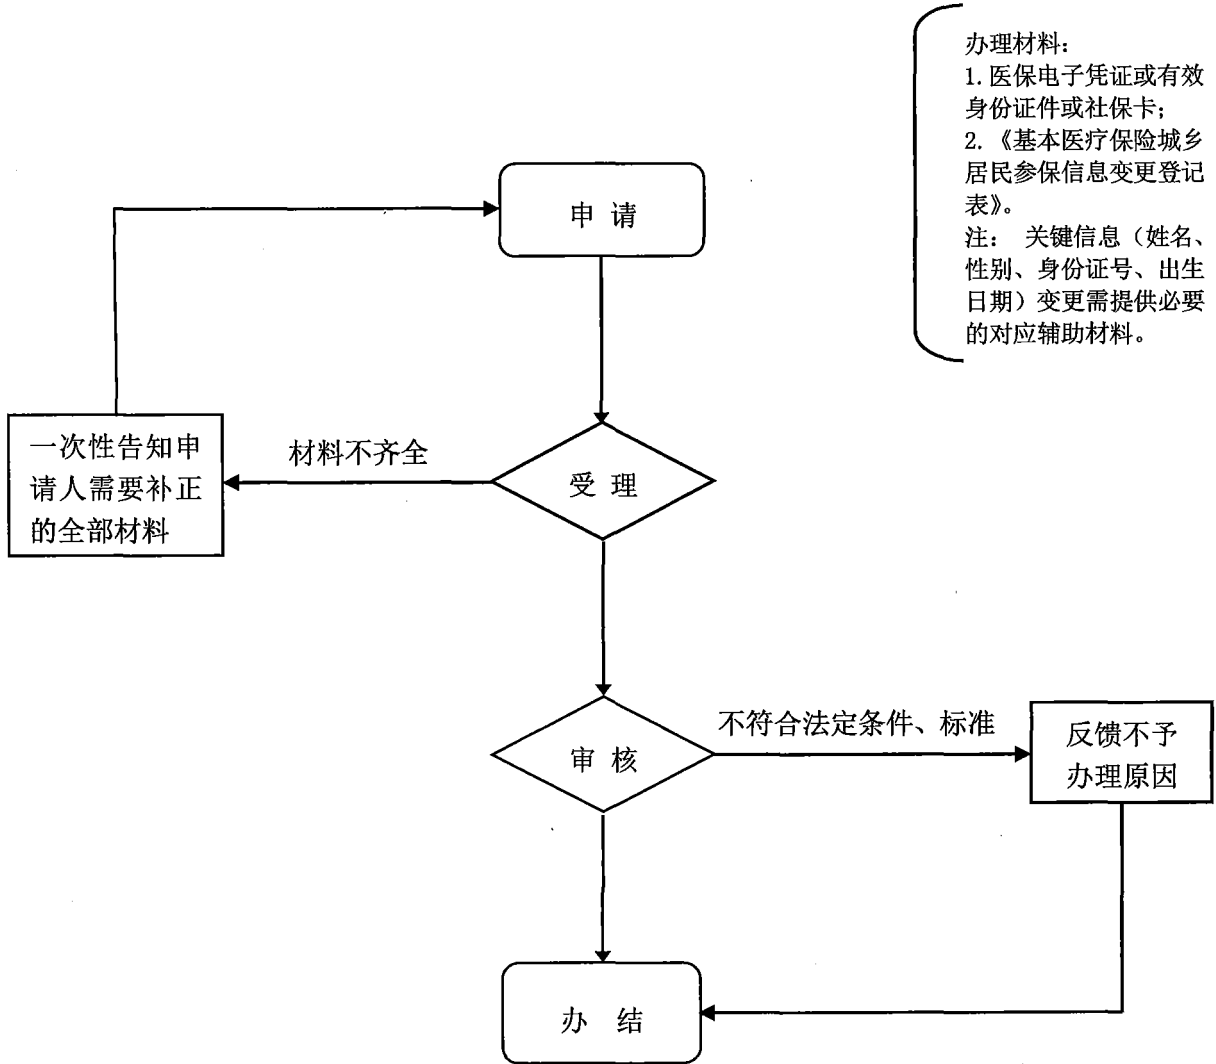 办理材料：
1. 医保电子凭证或有效
身份证件或社保卡；
2. 《基本医疗保险城乡
居民参保信息变更登记
表》。
注： 关键信息（姓名、
性别、身份证号、出生
日期）变更需提供必要
的对应辅助材料。
申 请
一次性告知申
请人需要补正
的全部材料
材料不齐全
受 理
不符合法定条件、标准
审 核
反馈不予
办理原因
办 结